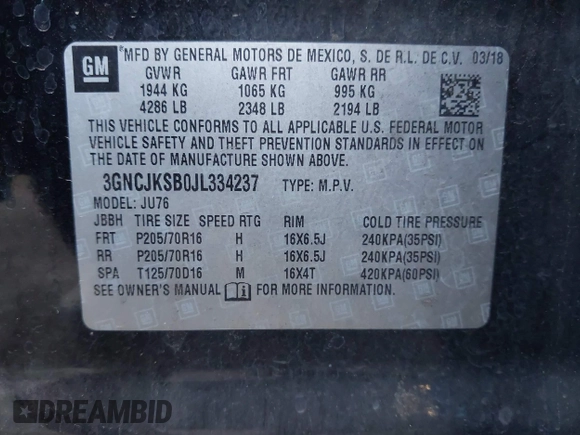 GM MFD BY GENERAL MOTORS DE MEXICO, S. DE R.L. DE C.V. 03/18
GVWR GAWR FRT GAWR RR
1944 KG 1065 KG 995 KG
4286 LB 2348 LB 2194 LB
THIS VEHICLE CONFORMS TO ALL APPLICABLE U.S. FEDERAL MOTOR
VEHICLE SAFETY AND THEFT PREVENTION STANDARDS IN EFFECT ON
THE DATE OF MANUFACTURE SHOWN ABOVE.
3GNCJKSB0JL334237 TYPE: M.P.V.
MODEL: JU76
JBBH TIRE SIZE SPEED RTG RIM COLD TIRE PRESSURE
FRT P205/70R16 H 16X6.5J 240KPA(35PSI)
RR P205/70R16 H 16X6.5J 240KPA(35PSI)
SPA T125/70D16 M 16X4T 420KPA(60PSI)
SEE OWNER'S MANUAL FOR MORE INFORMATION.
DREAMBID